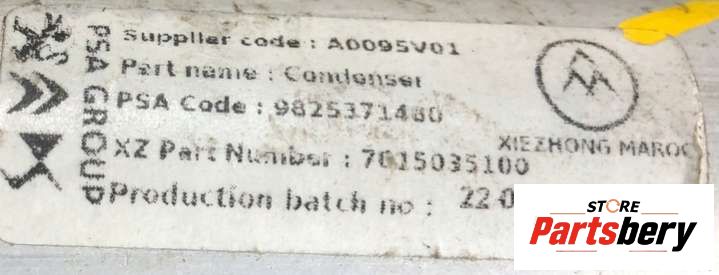 Supplier code : A0095V01
Part name : Condenser
PSA Code : 9825371480
XZ Part Number : 7015035100
Production batch no : 22-0
PSA GROUP
XIEZHONG MAROC
STORE
Partsbery